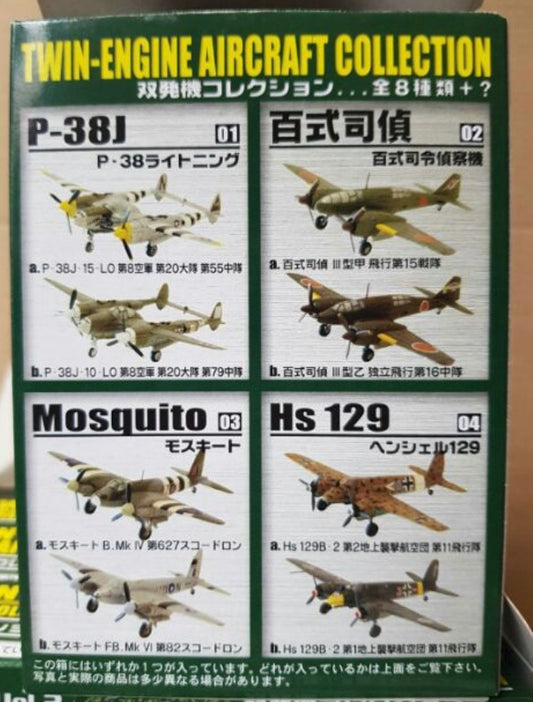 TWIN-ENGINE AIRCRAFT COLLECTION
双発機コレクション...全8種類+?
P-38J 01
P・38ライトニング
a. P・38J・15・LO 第8空軍 第20大隊 第55中隊
b. P・38J・10・LO 第8空軍 第20大隊 第79中隊
百式司偵 02
百式司令偵察機
a. 百式司偵 III型甲 飛行第15戦隊
b. 百式司偵 III型乙 独立飛行第16中隊
Mosquito 03
モスキート
a. モスキート B.Mk IV 第627スコードロン
b. モスキート FB.Mk VI 第82スコードロン
Hs 129 04
ヘンシェル129
a. Hs 129B・2 第2地上襲撃航空団 第11飛行隊
b. Hs 129B・2 第1地上襲撃航空団 第11飛行隊
この箱にはいずれか1つが入っています。どれが入っているかは上面をご覧下さい。
写真と実際の商品は多少異なる場合があります。